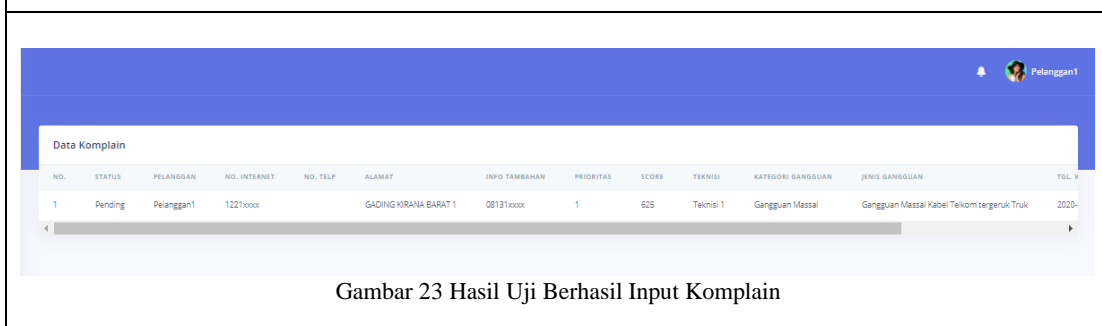 Pelanggan1
Data Komplain
NO. STATUS PELANGGAN NO. INTERNET NO. TELP ALAMAT INFO TAMBAHAN PRIORITAS SCORE TEKNISI KATEGORI GANGGUAN JENIS GANGGUAN TGL.
1 Pending Pelanggan1 1221xxxx GADING KIRANA BARAT 1 08131xxxx 1 625 Teknisi 1 Gangguan Massal Gangguan Massal Kabel Telkom tergeruk Truk 2020-
Gambar 23 Hasil Uji Berhasil Input Komplain